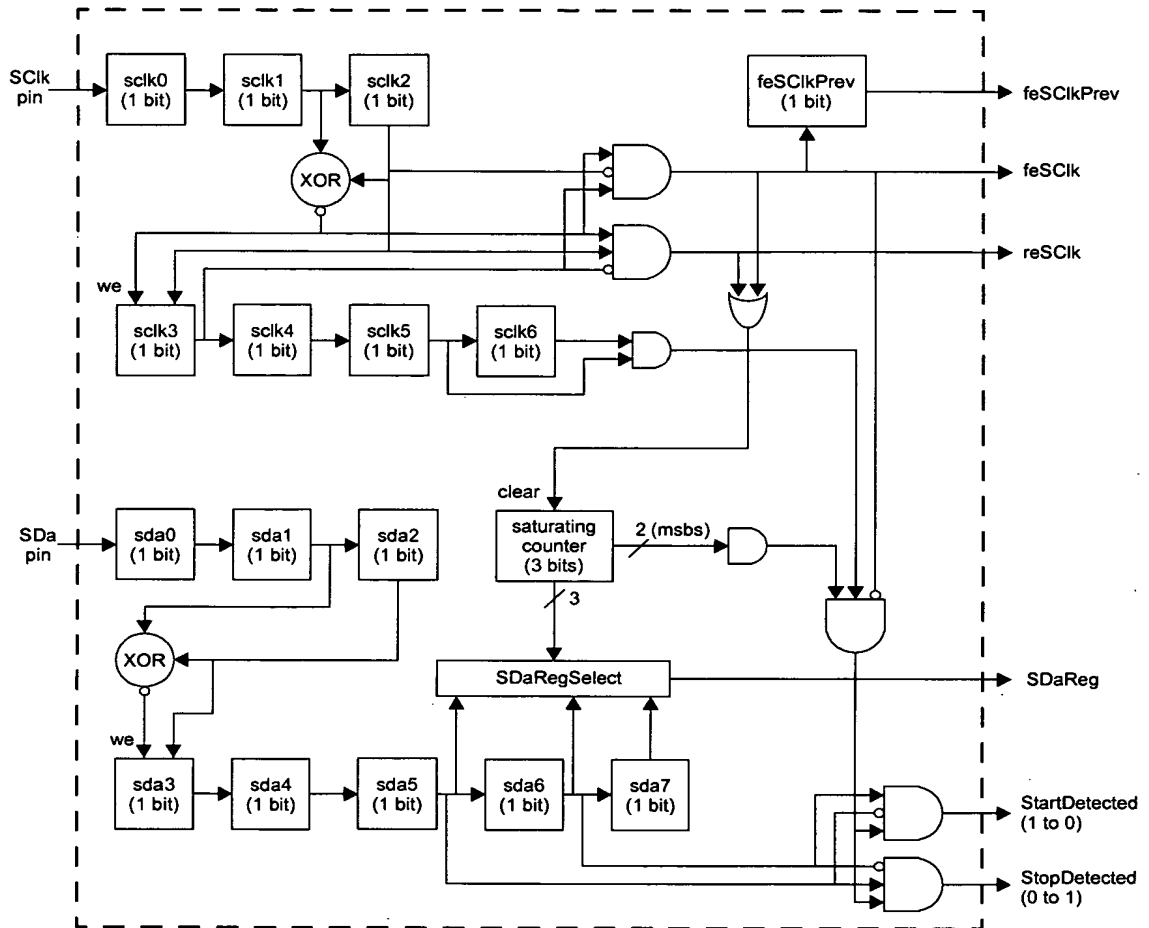 SClk
pin
sclk0
(1 bit)
sclk1
(1 bit)
sclk2
(1 bit)
feSClkPrev
(1 bit)
feSClkPrev
XOR
feSClk
reSClk
we
sclk3
(1 bit)
sclk4
(1 bit)
sclk5
(1 bit)
sclk6
(1 bit)
clear
SDa
pin
sda0
(1 bit)
sda1
(1 bit)
sda2
(1 bit)
saturating
counter
(3 bits)
2 (msbs)
3
XOR
SDaRegSelect
SDaReg
we
sda3
(1 bit)
sda4
(1 bit)
sda5
(1 bit)
sda6
(1 bit)
sda7
(1 bit)
StartDetected
(1 to 0)
StopDetected
(0 to 1)